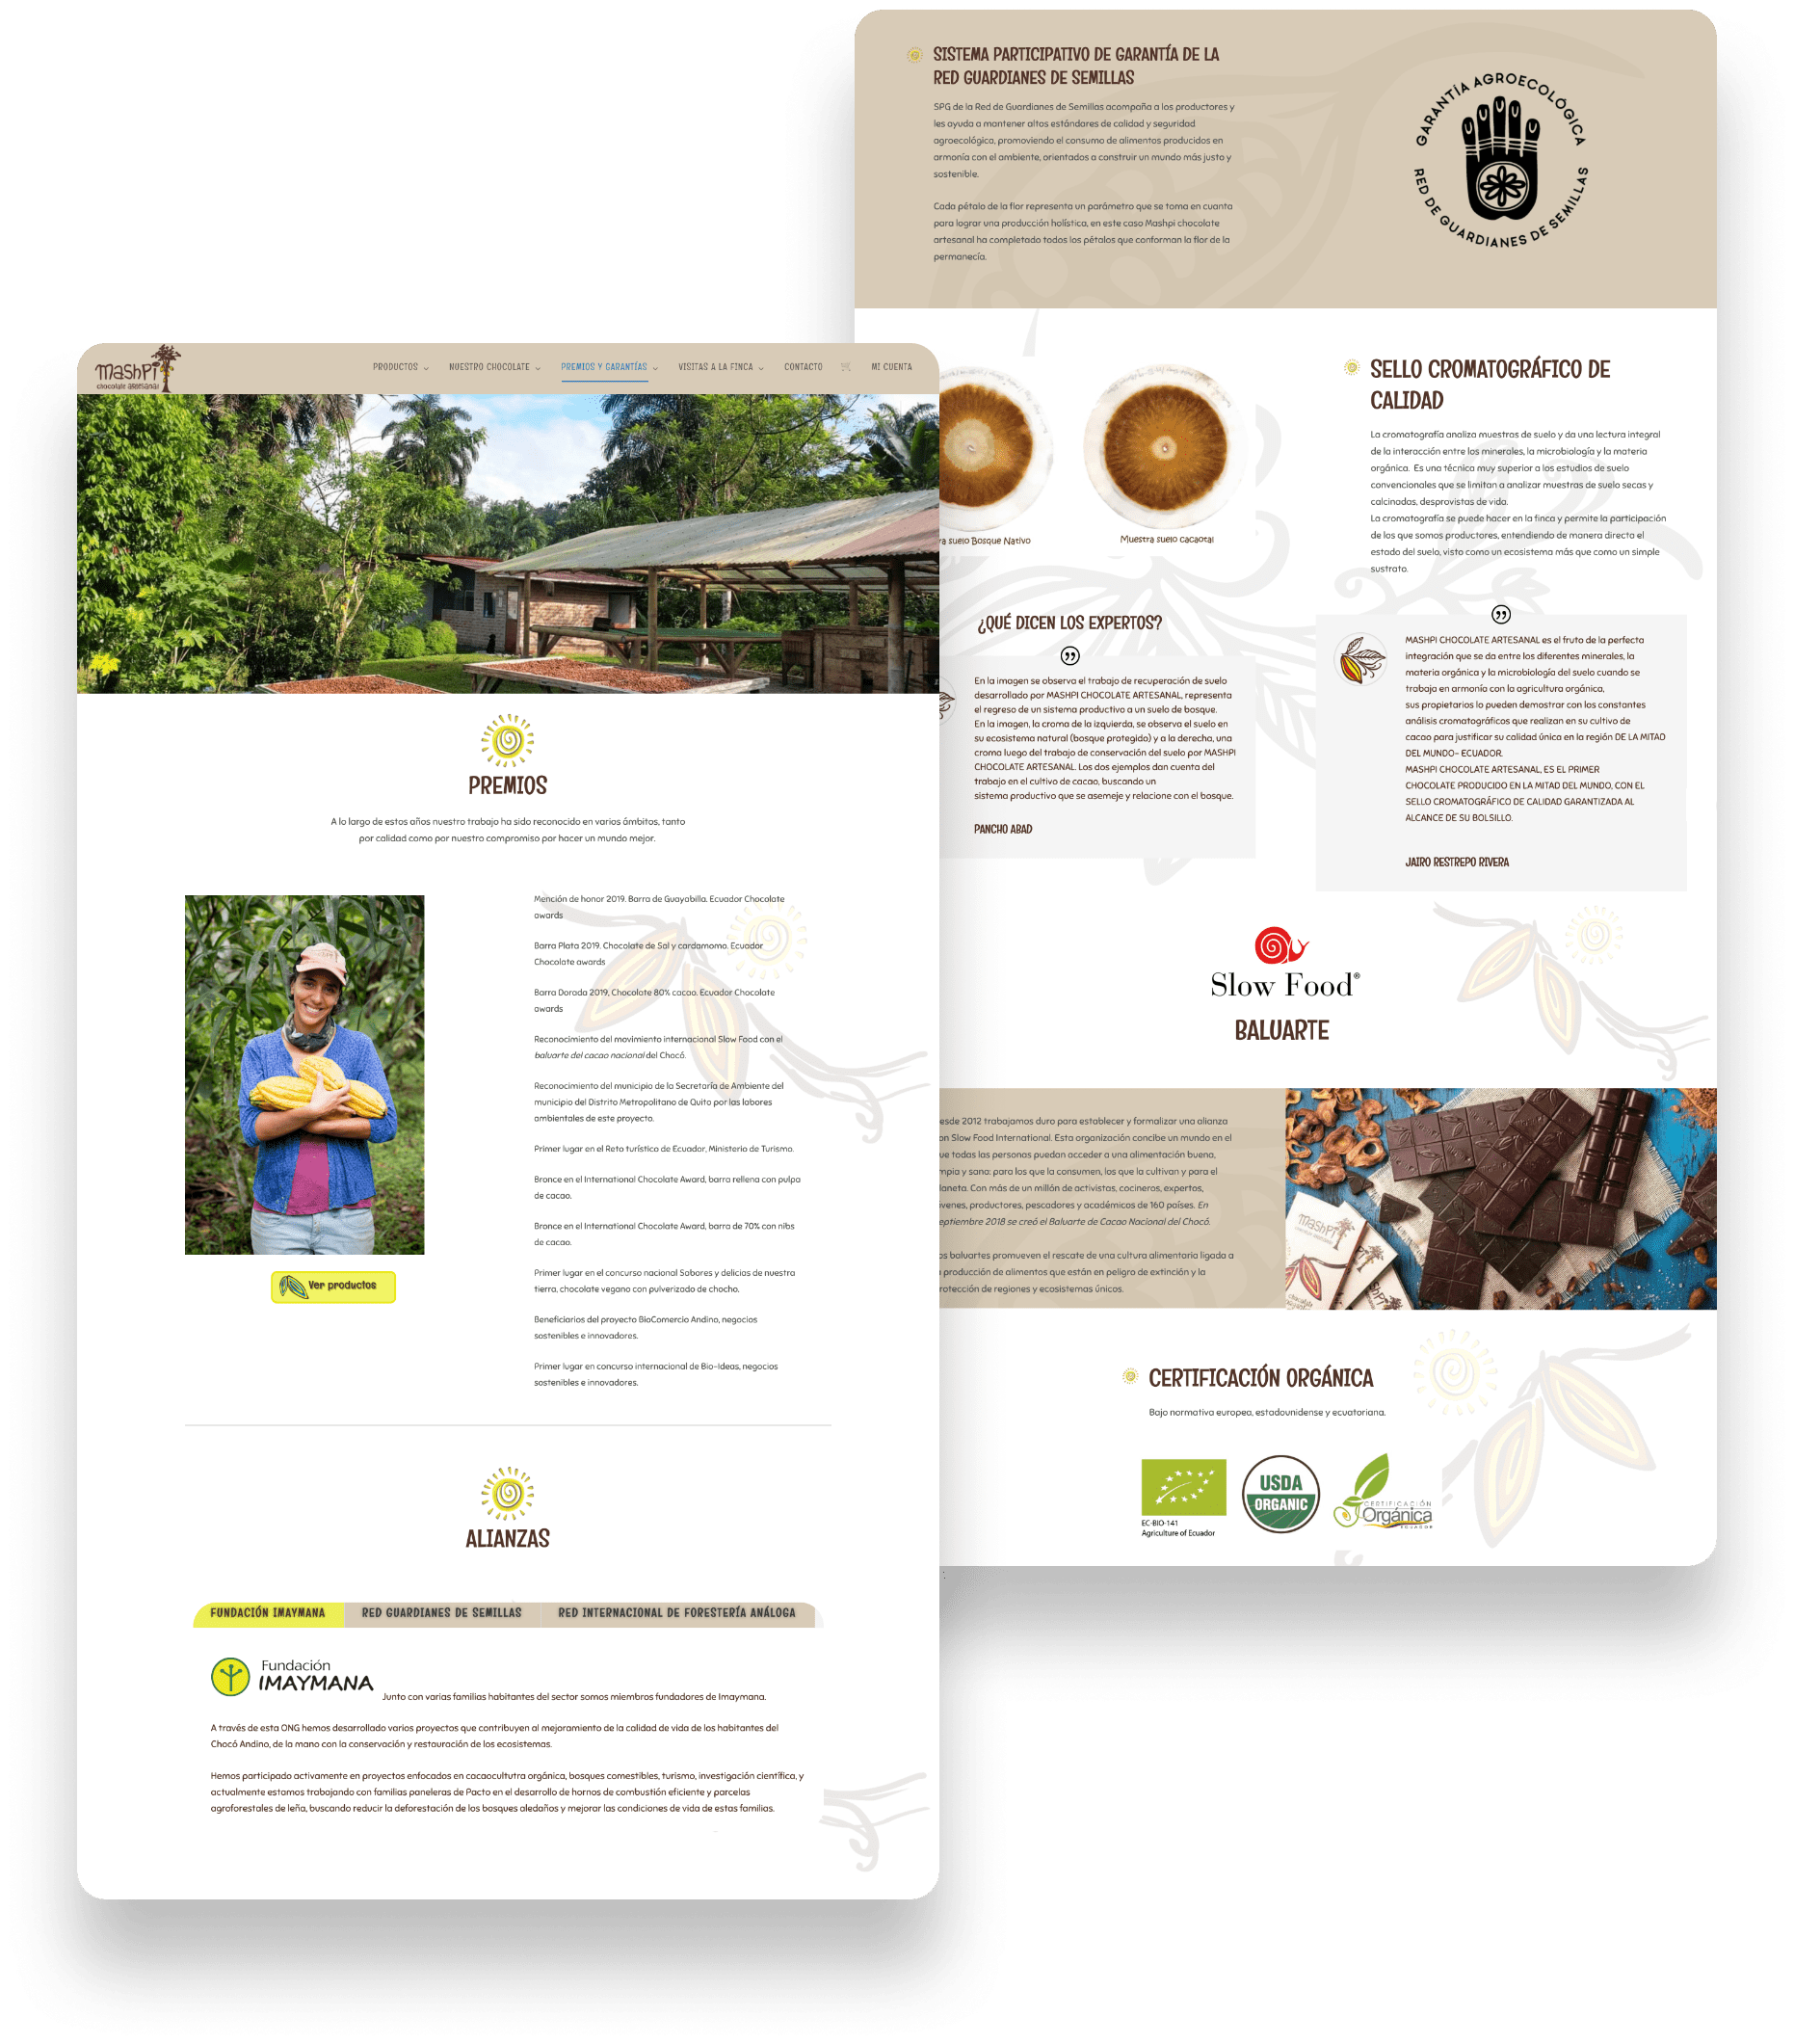 mashpi
chocolate artesanal
PRODUCTOS
NUESTRO CHOCOLATE
PREMIOS Y GARANTÍAS
VISITAS A LA FINCA
CONTACTO
MI CUENTA
PREMIOS
A lo largo de estos años nuestro trabajo ha sido reconocido en varios ámbitos, tanto
por calidad como por nuestro compromiso por hacer un mundo mejor.
Mención de honor 2019. Barra de Guayabilla. Ecuador Chocolate
awards
Barra Plata 2019. Chocolate de Sal y cardamomo. Ecuador
Chocolate awards
Barra Dorada 2019, Chocolate 80% cacao. Ecuador Chocolate
awards
Reconocimiento del movimiento internacional Slow Food con el
baluarte del cacao nacional del Chocó.
Reconocimiento del municipio de la Secretaría de Ambiente del
municipio del Distrito Metropolitano de Quito por las labores
ambientales de este proyecto.
Primer lugar en el Reto turístico de Ecuador, Ministerio de Turismo.
Bronce en el International Chocolate Award, barra rellena con pulpa
de cacao.
Bronce en el International Chocolate Award, barra de 70% con nibs
de cacao.
Primer lugar en el concurso nacional Sabores y delicias de nuestra
tierra, chocolate vegano con pulverizado de chocho.
Beneficiarios del proyecto BioComercio Andino, negocios
sostenibles e innovadores.
Primer lugar en concurso internacional de Bio-Ideas, negocios
sostenibles e innovadores.
Ver productos
ALIANZAS
FUNDACIÓN IMAYMANA
RED GUARDIANES DE SEMILLAS
RED INTERNACIONAL DE FORESTERÍA ANÁLOGA
Fundación
IMAYMANA
Junto con varias familias habitantes del sector somos miembros fundadores de Imaymana.
A través de esta ONG hemos desarrollado varios proyectos que contribuyen al mejoramiento de la calidad de vida de los habitantes del
Chocó Andino, de la mano con la conservación y restauración de los ecosistemas.
Hemos participado activamente en proyectos enfocados en cacaocultutra orgánica, bosques comestibles, turismo, investigación científica, y
actualmente estamos trabajando con familias paneleras de Pacto en el desarrollo de hornos de combustión eficiente y parcelas
agroforestales de leña, buscando reducir la deforestación de los bosques aledaños y mejorar las condiciones de vida de estas familias.
SISTEMA PARTICIPATIVO DE GARANTÍA DE LA
RED GUARDIANES DE SEMILLAS
SPG de la Red de Guardianes de Semillas acompaña a los productores y
les ayuda a mantener altos estándares de calidad y seguridad
agroecológica, promoviendo el consumo de alimentos producidos en
armonía con el ambiente, orientados a construir un mundo más justo y
sostenible.
Cada pétalo de la flor representa un parámetro que se toma en cuanta
para lograr una producción holística, en este caso Mashpi chocolate
artesanal ha completado todos los pétalos que conforman la flor de la
permanecía.
GARANTÍA AGROECOLÓGICA
RED DE GUARDIANES DE SEMILLAS
ra suelo Bosque Nativo
Muestra suelo cacaotal
SELLO CROMATOGRÁFICO DE
CALIDAD
La cromatografía analiza muestras de suelo y da una lectura integral
de la interacción entre los minerales, la microbiología y la materia
orgánica. Es una técnica muy superior a los estudios de suelo
convencionales que se limitan a analizar muestras de suelo secas y
calcinadas, desprovistas de vida.
La cromatografía se puede hacer en la finca y permite la participación
de los que somos productores, entendiendo de manera directa el
estado del suelo, visto como un ecosistema más que como un simple
sustrato.
¿QUÉ DICEN LOS EXPERTOS?
En la imagen se observa el trabajo de recuperación de suelo
desarrollado por MASHPI CHOCOLATE ARTESANAL, representa
el regreso de un sistema productivo a un suelo de bosque.
En la imagen, la croma de la izquierda, se observa el suelo en
su ecosistema natural (bosque protegido) y a la derecha, una
croma luego del trabajo de conservación del suelo por MASHPI
CHOCOLATE ARTESANAL. Los dos ejemplos dan cuenta del
trabajo en el cultivo de cacao, buscando un
sistema productivo que se asemeje y relacione con el bosque.
PANCHO ABAD
MASHPI CHOCOLATE ARTESANAL es el fruto de la perfecta
integración que se da entre los diferentes minerales, la
materia orgánica y la microbiología del suelo cuando se
trabaja en armonía con la agricultura orgánica,
sus propietarios lo pueden demostrar con los constantes
análisis cromatográficos que realizan en su cultivo de
cacao para justificar su calidad única en la región DE LA MITAD
DEL MUNDO- ECUADOR.
MASHPI CHOCOLATE ARTESANAL, ES EL PRIMER
CHOCOLATE PRODUCIDO EN LA MITAD DEL MUNDO, CON EL
SELLO CROMATOGRÁFICO DE CALIDAD GARANTIZADA AL
ALCANCE DE SU BOLSILLO.
JAIRO RESTREPO RIVERA
Slow Food®
BALUARTE
esde 2012 trabajamos duro para establecer y formalizar una alianza
on Slow Food International. Esta organización concibe un mundo en el
ue todas las personas puedan acceder a una alimentación buena,
mpia y sana: para los que la consumen, los que la cultivan y para el
laneta. Con más de un millón de activistas, cocineros, expertos,
venes, productores, pescadores y académicos de 160 países. En
eptiembre 2018 se creó el Baluarte de Cacao Nacional del Chocó.
os baluartes promueven el rescate de una cultura alimentaria ligada a
producción de alimentos que están en peligro de extinción y la
rotección de regiones y ecosistemas únicos.
mashpi
mashpi
chocolate
CERTIFICACIÓN ORGÁNICA
Bajo normativa europea, estadounidense y ecuatoriana.
EC-BIO-141
Agriculture of Ecuador
USDA
ORGANIC
CERTIFICACIÓN
Orgánica
ECUADOR